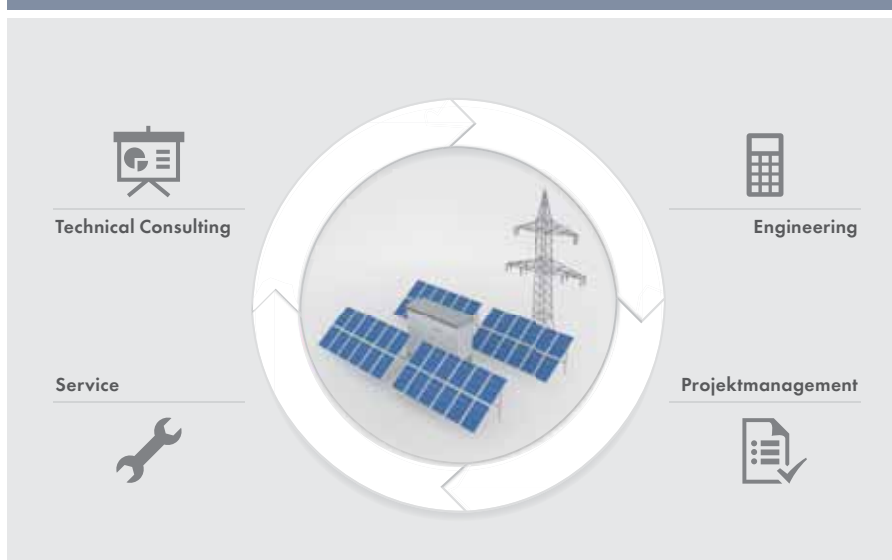 Technical Consulting
Engineering
Service
Projektmanagement